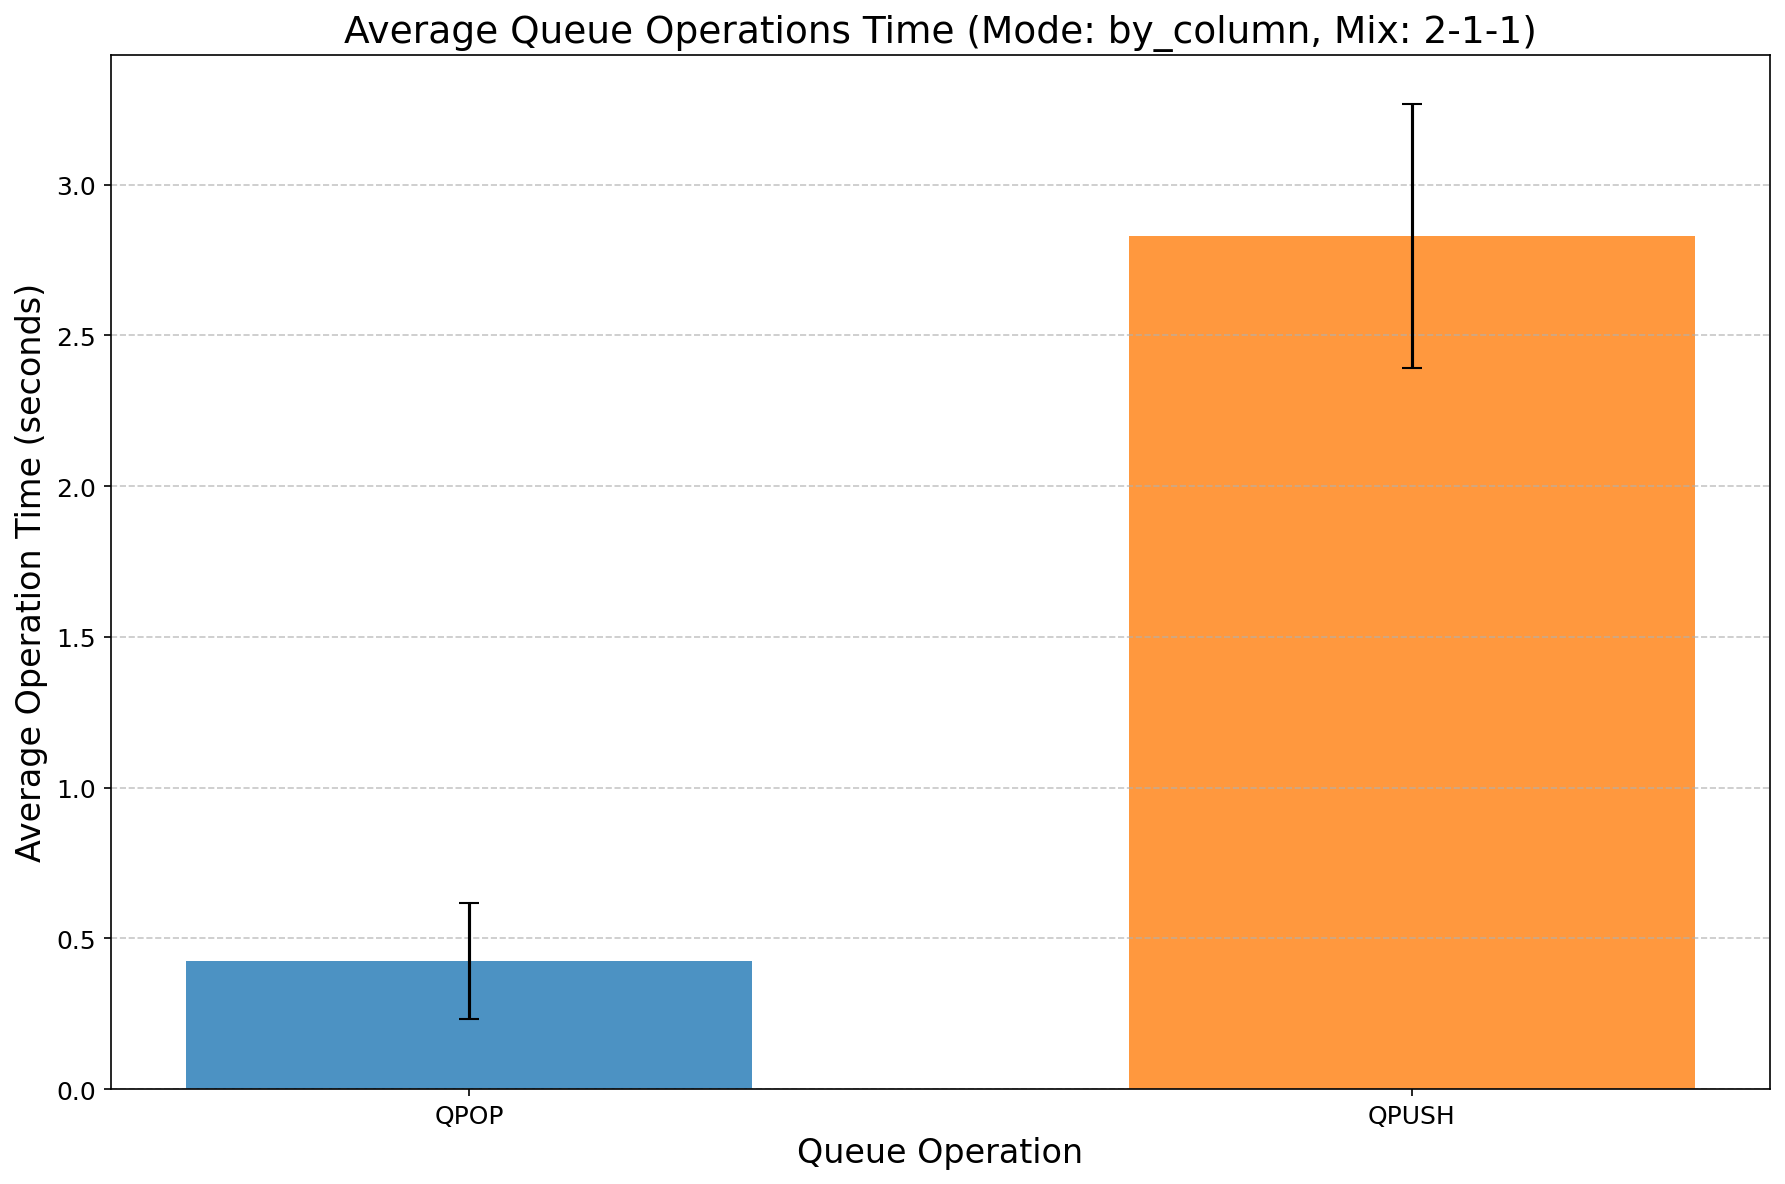 Average Queue Operations Time (Mode: by_column, Mix: 2-1-1)
Average Operation Time (seconds)
3.0
2.5
2.0
1.5
1.0
0.5
0.0
QPOP
QPUSH
Queue Operation